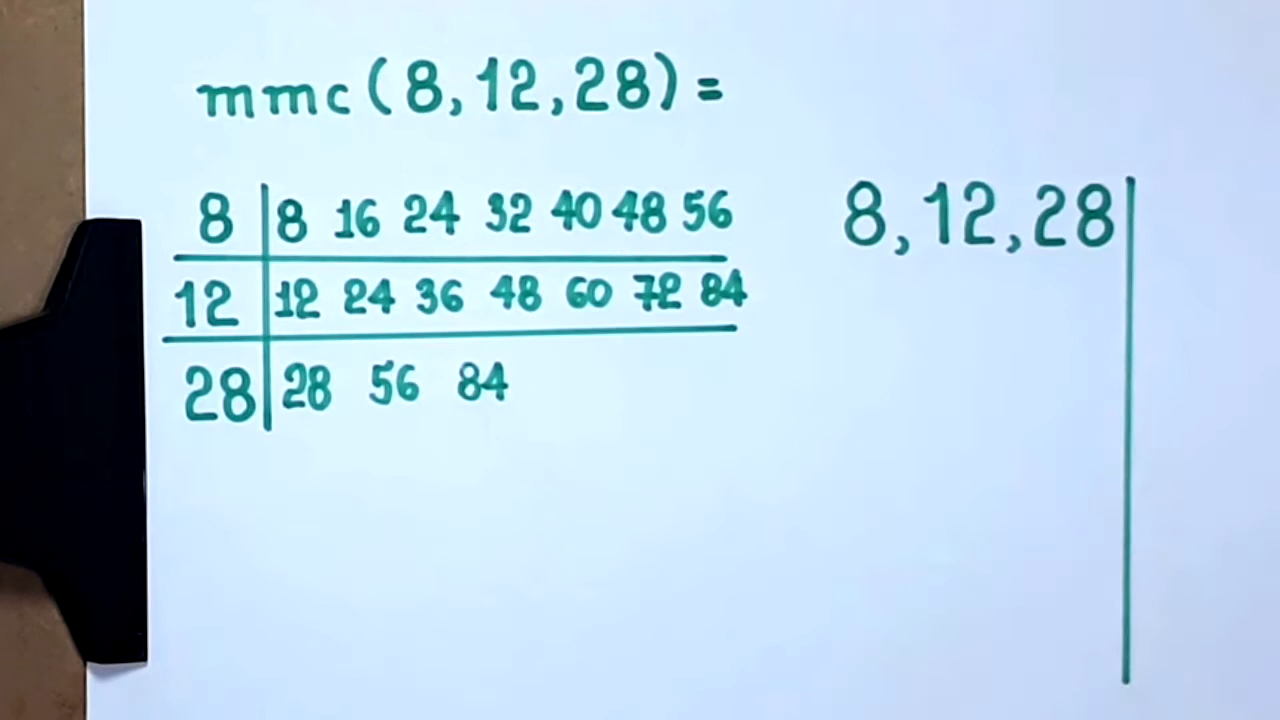 mmc(8,12,28)=
8 8 16 24 32 40 48 56
12 12 24 36 48 60 72 84
28 28 56 84
8,12,28